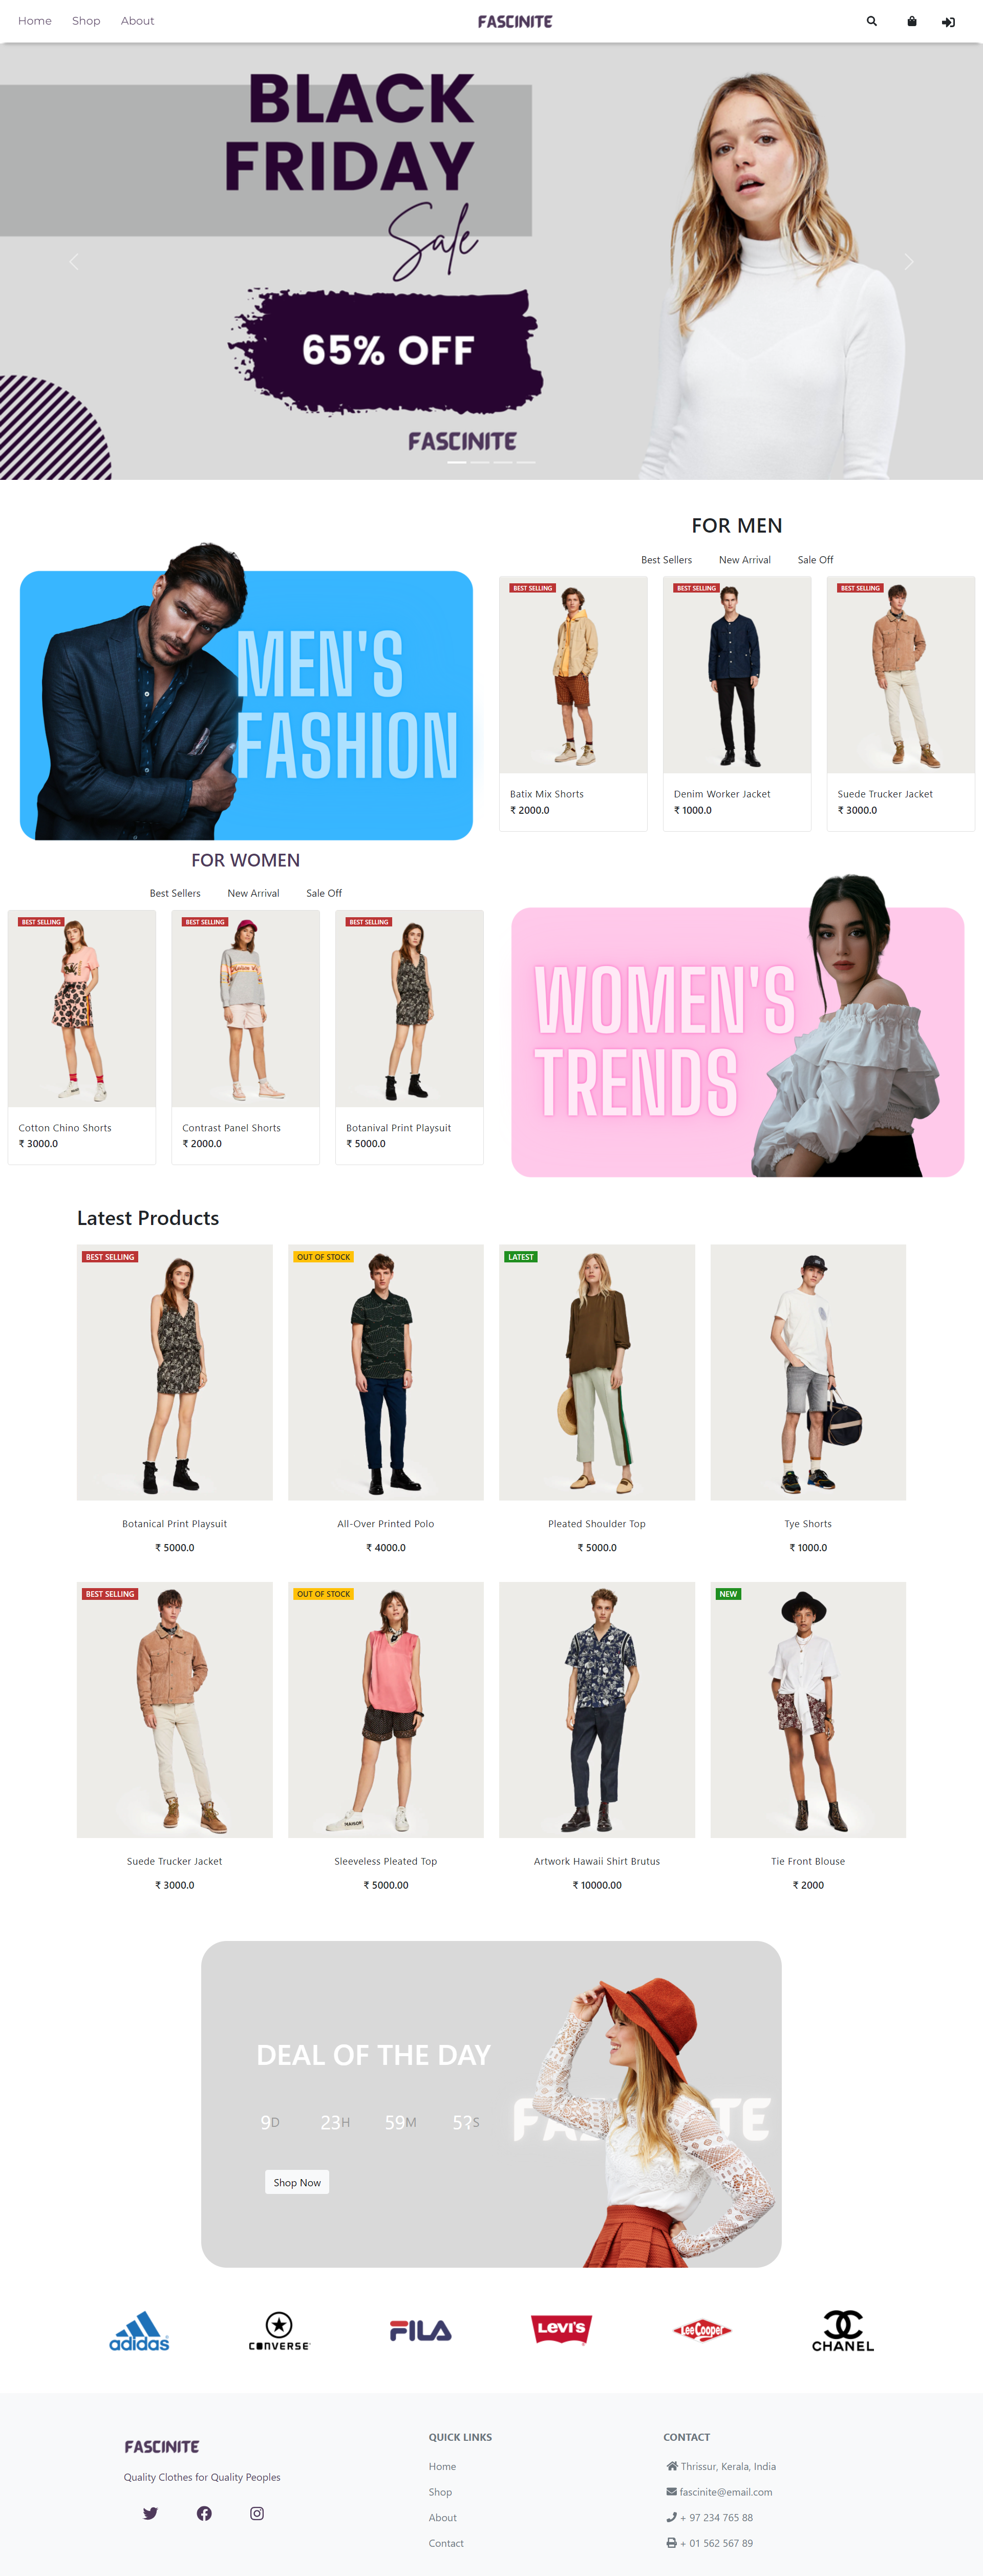 Home Shop About
FASCINITE
BLACK
FRIDAY
Sale
65% OFF
FASCINITE
MEN'S
FASHION
FOR MEN
Best Sellers New Arrival Sale Off
BEST SELLING BEST SELLING BEST SELLING
Batix Mix Shorts Denim Worker Jacket Suede Trucker Jacket
₹ 2000.0 ₹ 1000.0 ₹ 3000.0
FOR WOMEN
Best Sellers New Arrival Sale Off
BEST SELLING BEST SELLING BEST SELLING
Cotton Chino Shorts Contrast Panel Shorts Botanival Print Playsuit
₹ 3000.0 ₹ 2000.0 ₹ 5000.0
WOMEN'S
TRENDS
Latest Products
BEST SELLING OUT OF STOCK LATEST
Botanical Print Playsuit All-Over Printed Polo Pleated Shoulder Top Tye Shorts
₹ 5000.0 ₹ 4000.0 ₹ 5000.0 ₹ 1000.0
BEST SELLING OUT OF STOCK NEW
Suede Trucker Jacket Sleeveless Pleated Top Artwork Hawaii Shirt Brutus Tie Front Blouse
₹ 3000.0 ₹ 5000.00 ₹ 10000.00 ₹ 2000
DEAL OF THE DAY
9D 23H 59M 5?S
Shop Now
adidas CONVERSE FILA LEVI'S Lee Cooper CHANEL
FASCINITE
Quality Clothes for Quality Peoples
QUICK LINKS
Home
Shop
About
Contact
CONTACT
Thrissur, Kerala, India
fascinite@email.com
+ 97 234 765 88
+ 01 562 567 89